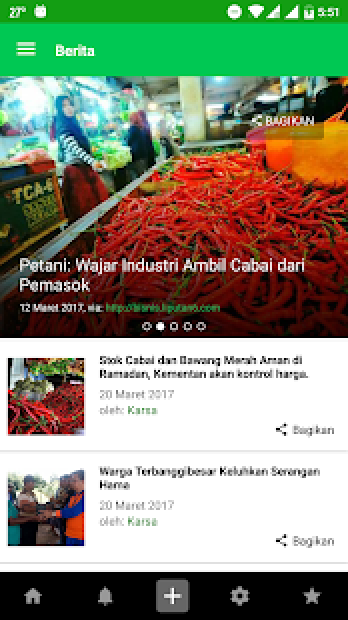 27° 5:51
Berita
BAGIKAN
TCA-6
Petani: Wajar Industri Ambil Cabai dari
Pemasok
12 Maret 2017, via: http://bisnis.liputan6.com
Stok Cabai dan Bawang Merah Aman di
Ramadan, Kementan akan kontrol harga.
20 Maret 2017
oleh: Karsa
Bagikan
Warga Terbanggibesar Keluhkan Serangan
Hama
20 Maret 2017
oleh: Karsa
Bagikan